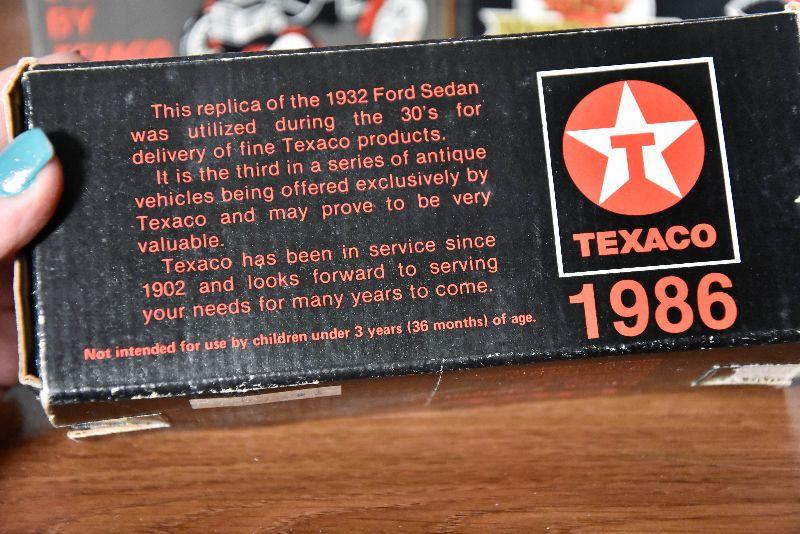 BY
TEXACO
This replica of the 1932 Ford Sedan
was utilized during the 30's for
delivery of fine Texaco products.
It is the third in a series of antique
vehicles being offered exclusively by
Texaco and may prove to be very
valuable.
Texaco has been in service since
1902 and looks forward to serving
your needs for many years to come.
Not intended for use by children under 3 years (36 months) of age.
T
TEXACO
1986